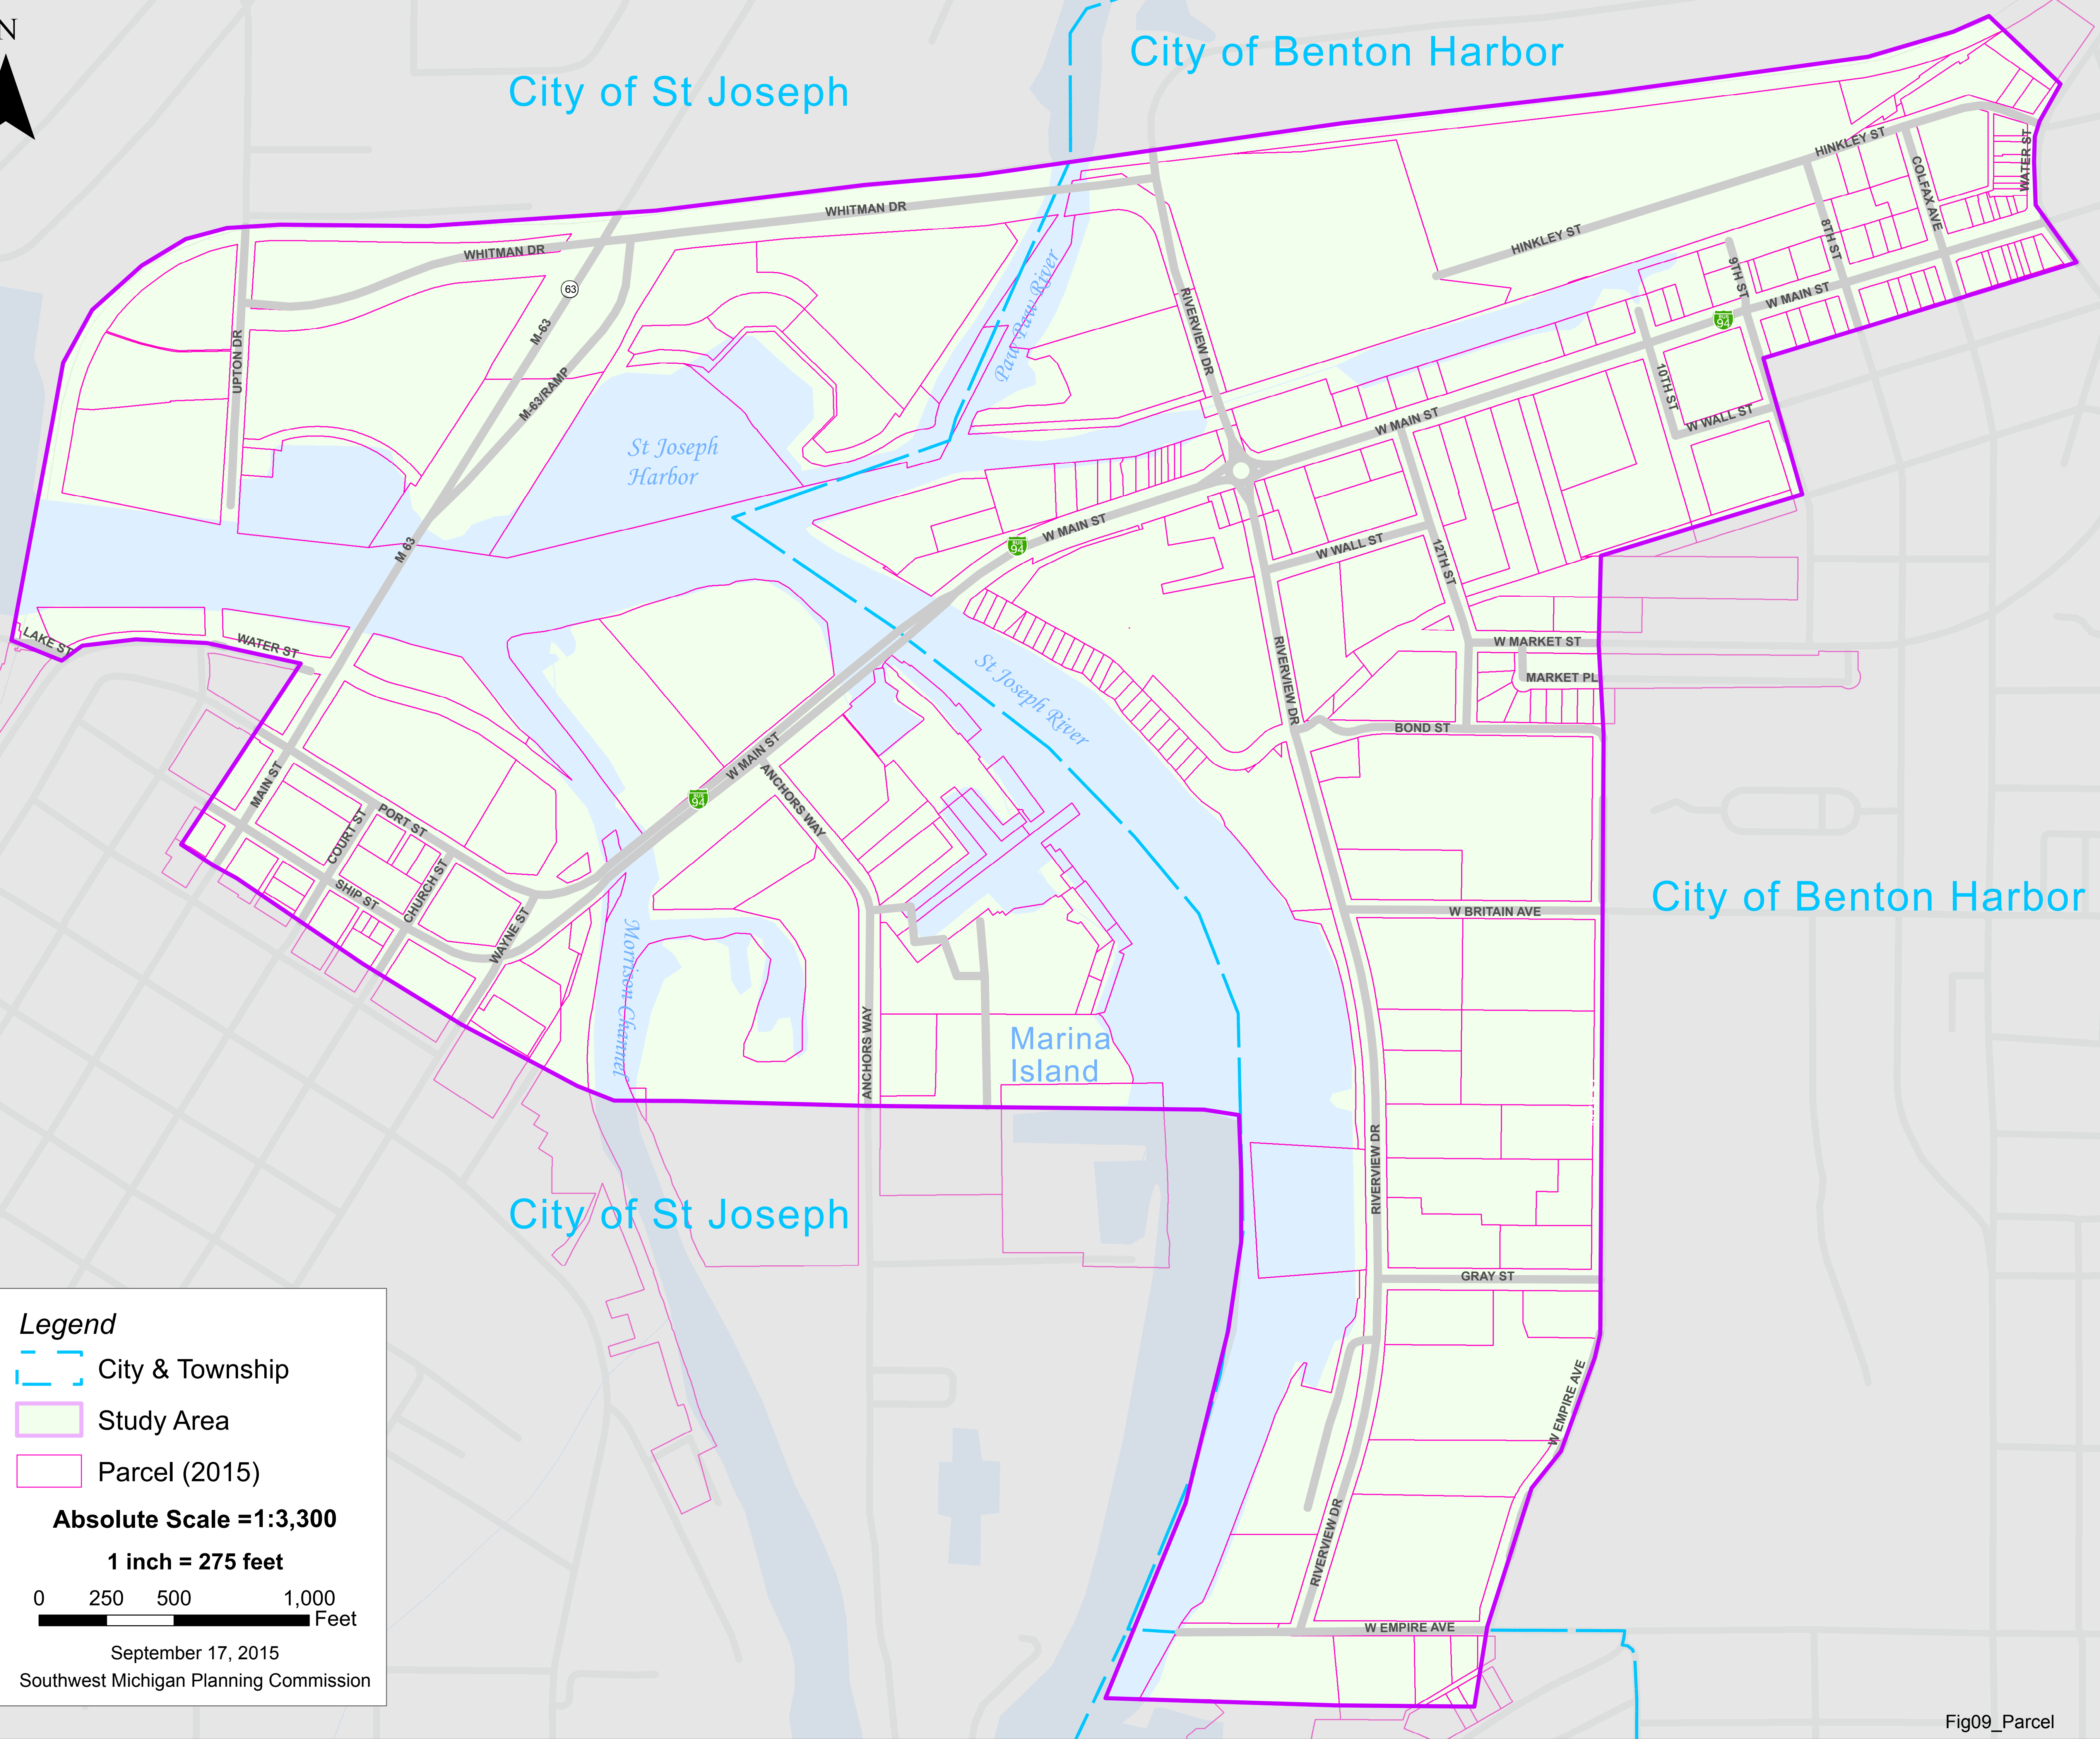 N
City of St Joseph
City of Benton Harbor
HINKLEY ST
WATER ST
COLFAX AVE
WHITMAN DR
WHITMAN DR
8TH ST
HINKLEY ST
9TH ST
63
Paw Paw River
W MAIN ST
BUS
94
M-63
UPTON DR
RIVERVIEW DR
M-63/RAMP
10TH ST
W WALL ST
W MAIN ST
St Joseph
Harbor
W MAIN ST
BUS
94
M 63
W WALL ST
12TH ST
LAKE ST
WATER ST
W MARKET ST
MARKET PL
St Joseph River
RIVERVIEW DR
BOND ST
MAIN ST
W MAIN ST
BUS
94
ANCHORS WAY
PORT ST
COURT ST
CHURCH ST
SHIP ST
WAYNE ST
City of Benton Harbor
W BRITAIN AVE
Morrison Channel
ANCHORS WAY
Marina
Island
RIVERVIEW DR
City of St Joseph
GRAY ST
W EMPIRE AVE
RIVERVIEW DR
W EMPIRE AVE
Legend
City & Township
Study Area
Parcel (2015)
Absolute Scale =1:3,300
1 inch = 275 feet
0 250 500 1,000
Feet
September 17, 2015
Southwest Michigan Planning Commission
Fig09_Parcel